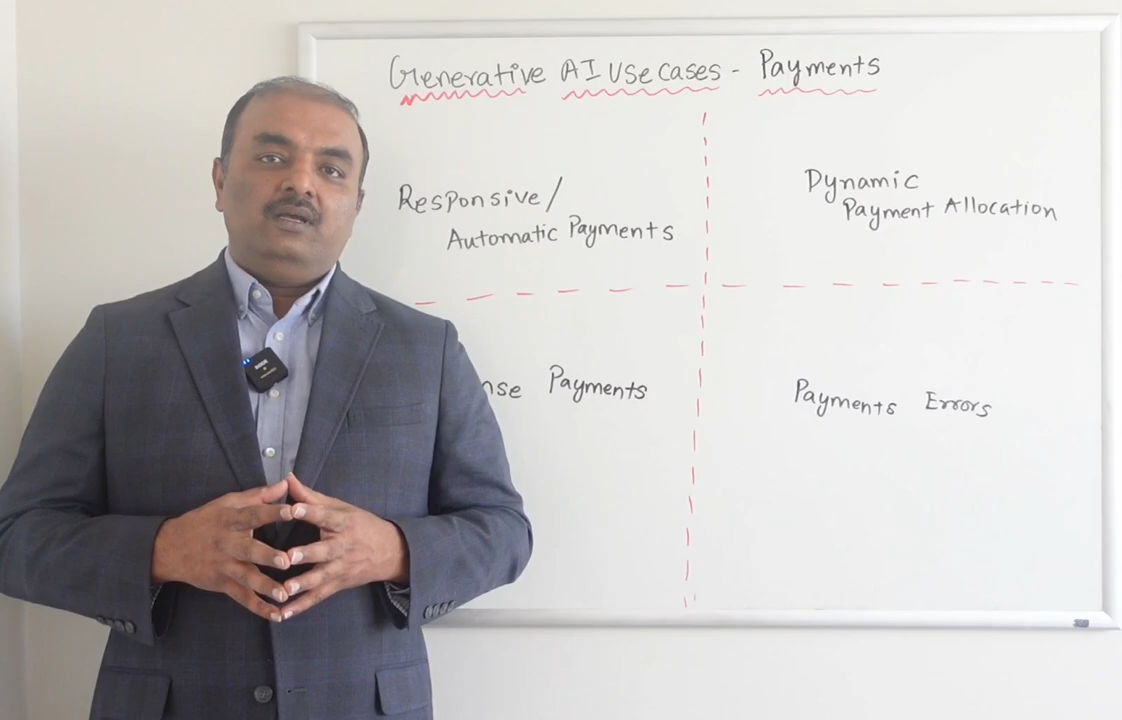 Generative AI Use cases - Payments
Responsive/
Automatic Payments
Dynamic
Payment Allocation
Payments
Payments Errors